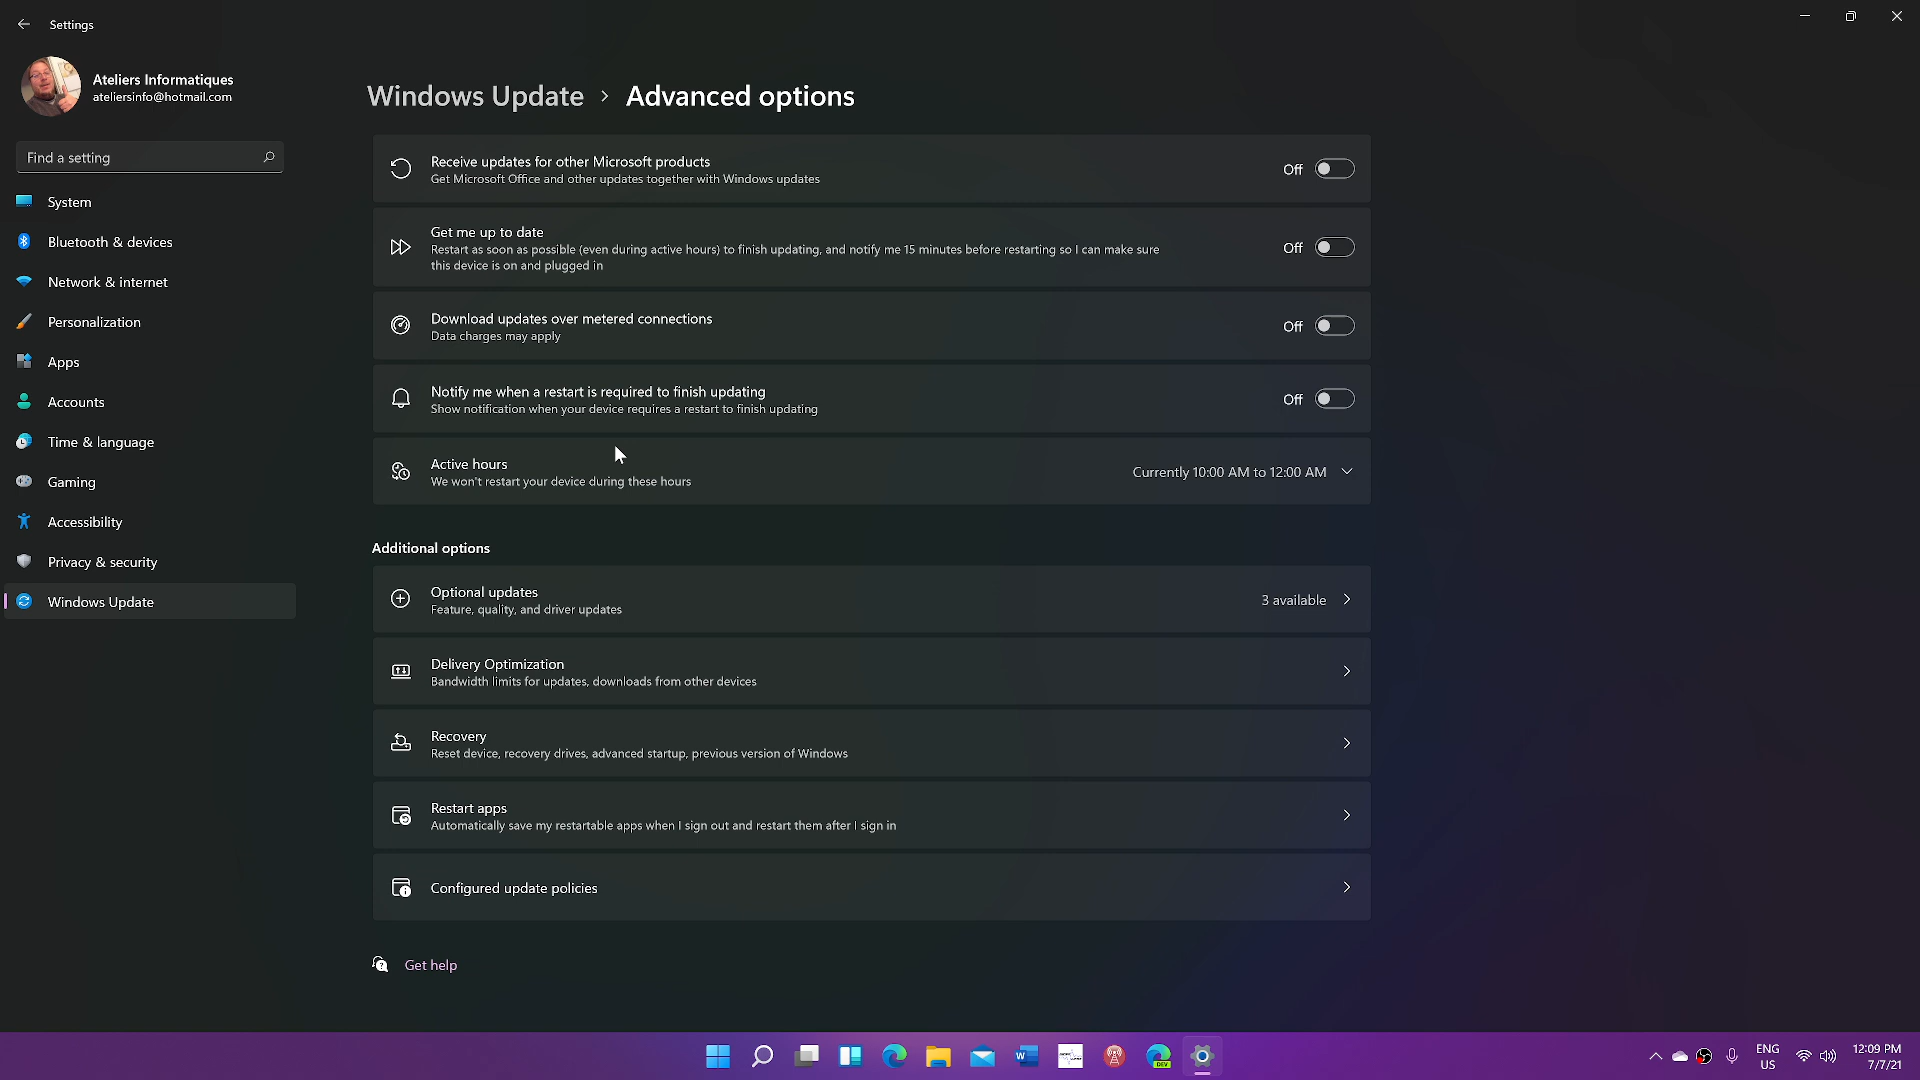 Settings
Ateliers Informatiques
ateliersinfo@hotmail.com
Find a setting
System
Bluetooth & devices
Network & internet
Personalization
Apps
Accounts
Time & language
Gaming
Accessibility
Privacy & security
Windows Update
Windows Update > Advanced options
Receive updates for other Microsoft products
Get Microsoft Office and other updates together with Windows updates
Off
Get me up to date
Restart as soon as possible (even during active hours) to finish updating, and notify me 15 minutes before restarting so I can make sure
this device is on and plugged in
Off
Download updates over metered connections
Data charges may apply
Off
Notify me when a restart is required to finish updating
Show notification when your device requires a restart to finish updating
Off
Active hours
We won't restart your device during these hours
Currently 10:00 AM to 12:00 AM
Additional options
Optional updates
Feature, quality, and driver updates
3 available
Delivery Optimization
Bandwidth limits for updates, downloads from other devices
Recovery
Reset device, recovery drives, advanced startup, previous version of Windows
Restart apps
Automatically save my restartable apps when I sign out and restart them after I sign in
Configured update policies
Get help
DEV
ENG
US
12:09 PM
7/7/21